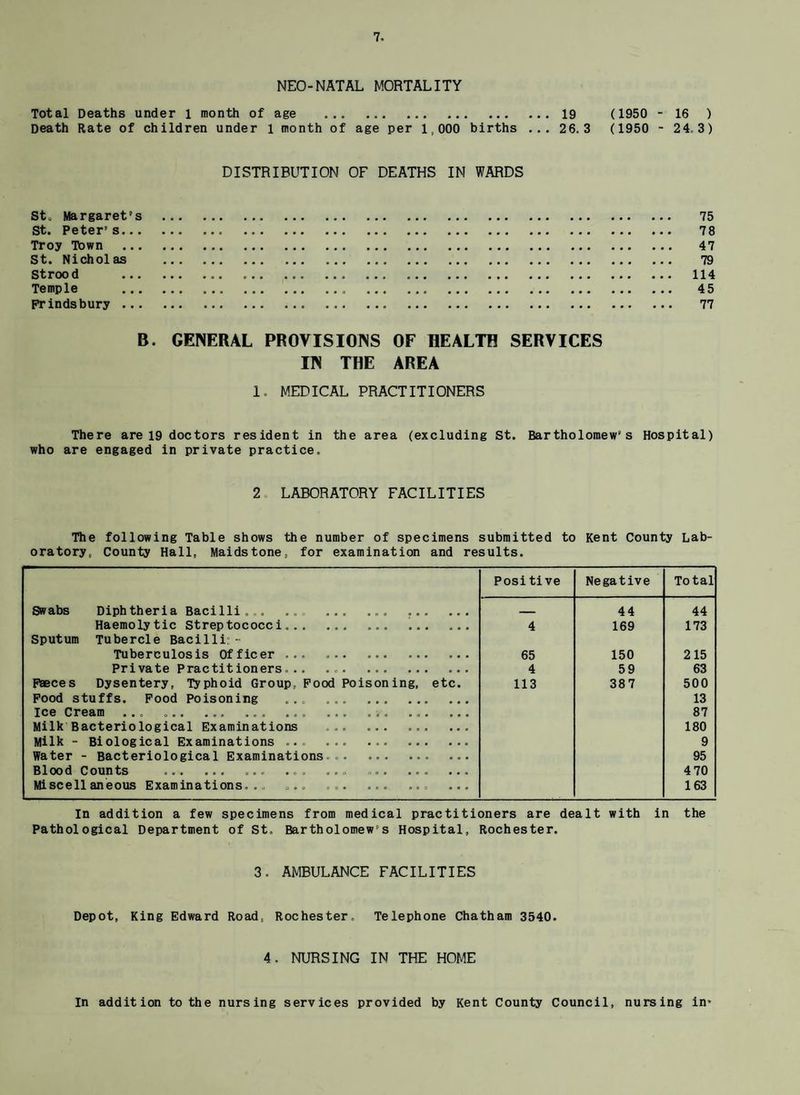 7.
NEO-NATAL MORTALITY
Total Deaths under 1 month of age ... ... ... ... ... ... 19 (1950 - 16 )
Death Rate of children under 1 month of age per 1,000 births ... 26.3 (1950 - 24.3)
DISTRIBUTION OF DEATHS IN WARDS
St. Margaret's ... ... ... ... ... ... ... ... ... ... ... ... ... 75
St. Peter's... ... ... ... ... ... ... ... ... ... ... ... ... ... 78
Troy Town ... ... ... ... ... ... ... ... ... ... ... ... ... ... 47
St. Nicholas ... ... ... ... ... ... ... ... ... ... ... ... ... 79
Strood ... ... ... ... ... ... ... ... ... ... ... ... ... ... 114
Temple ... ... ... ... ... ... ... ... ... ... ... ... ... ... 45
Frindsbury ... ... ... ... ... ... ... ... ... ... ... ... ... ... 77
B. GENERAL PROVISIONS OF HEALTH SERVICES
IN THE AREA
1. MEDICAL PRACTITIONERS
There are 19 doctors resident in the area (excluding St. Bartholomew's Hospital)
who are engaged in private practice.
2. LABORATORY FACILITIES
The following Table shows the number of specimens submitted to Kent County Lab-
oratory, County Hall, Maidstone, for examination and results.
Positive Negative Total
Swabs Diphtheria Bacilli... ... ... ... ... ... — 44 44
Haemolytic Streptococci... ... ... ... ... 4 169 173
Sputum Tubercle Bacilli:-
Tuberculosis Officer ... ... ... ... ... 65 150 215
Private Practitioners... ... ... ... ... 4 59 63
Faeces Dysentery, Typhoid Group, Food Poisoning, etc. 113 387 500
Food stuffs. Food Poisoning ... ... ... ... ... 13
Ice Cream ... ... ... ... ... ... ... ... ... 87
Milk Bacteriological Examinations ... ... ... ... 180
Milk - Biological Examinations ... ... ... ... ... 9
Water - Bacteriological Examinations... ... ... ... 95
Blood Counts ... ... ... ... ... ... ... ... 470
Miscellaneous Examinations... ... ... ... ... ... 163
In addition a few specimens from medical practitioners are dealt with in the
Pathological Department of St. Bartholomew's Hospital, Rochester.
3. AMBULANCE FACILITIES
Depot, King Edward Road, Rochester. Telephone Chatham 3540.
4. NURSING IN THE HOME
In addition to the nursing services provided by Kent County Council, nursing in-